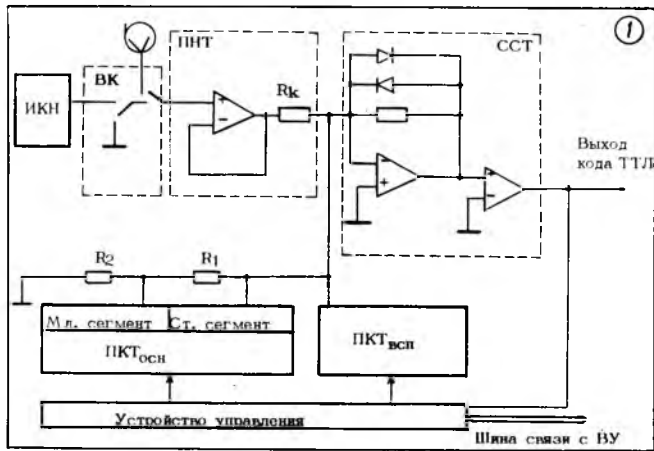 1
ПНТ
ССТ
ВК
Rk
ИКН
Выход
кода ТТЛ
R2
R1
Мл. сегмент
Ст. сегмент
ПКТосн
ПКТвсп
Устройство управления
Шина связи с ВУ